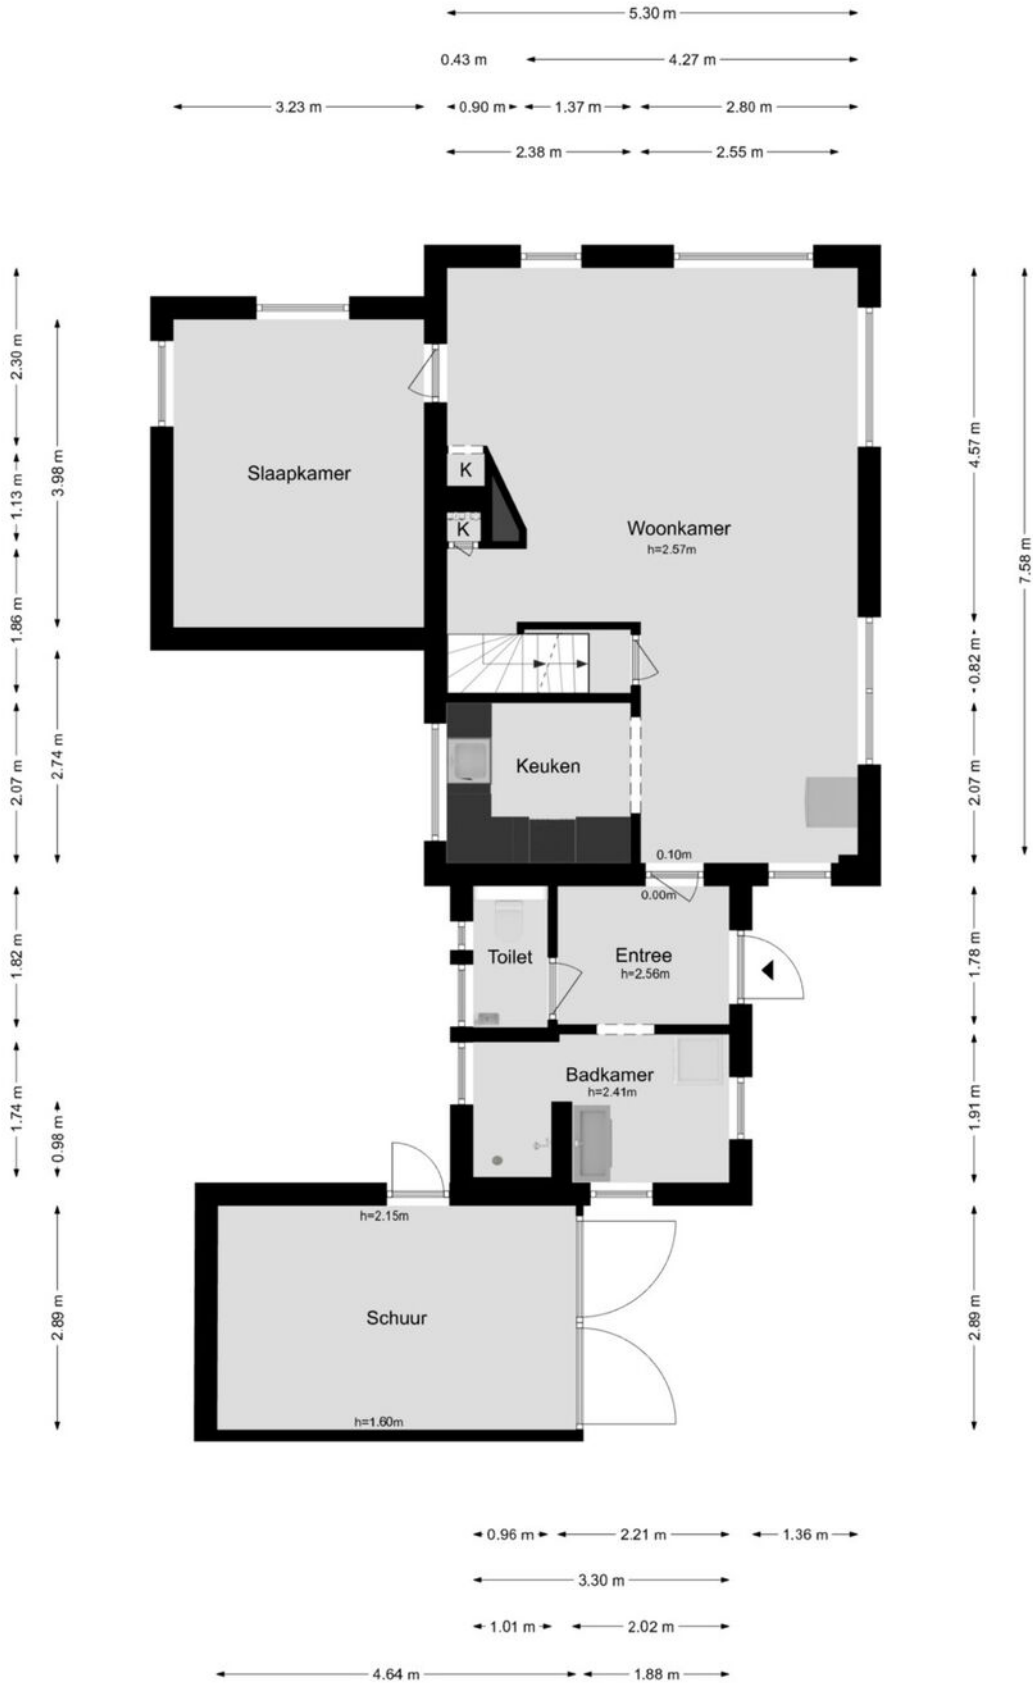 5.30 m
0.43 m
4.27 m
3.23 m
0.90 m
1.37 m
2.80 m
2.38 m
2.55 m
2.30 m
1.13 m
1.86 m
2.07 m
1.82 m
1.74 m
3.98 m
2.74 m
0.98 m
2.89 m
Slaapkamer
K
K
Woonkamer
h=2.57m
Keuken
0.10m
0.00m
Toilet
Entree
h=2.56m
Badkamer
h=2.41m
h=2.15m
Schuur
h=1.60m
4.57 m
0.82 m
2.07 m
1.78 m
1.91 m
2.89 m
7.58 m
0.96 m
2.21 m
1.36 m
3.30 m
1.01 m
2.02 m
4.64 m
1.88 m